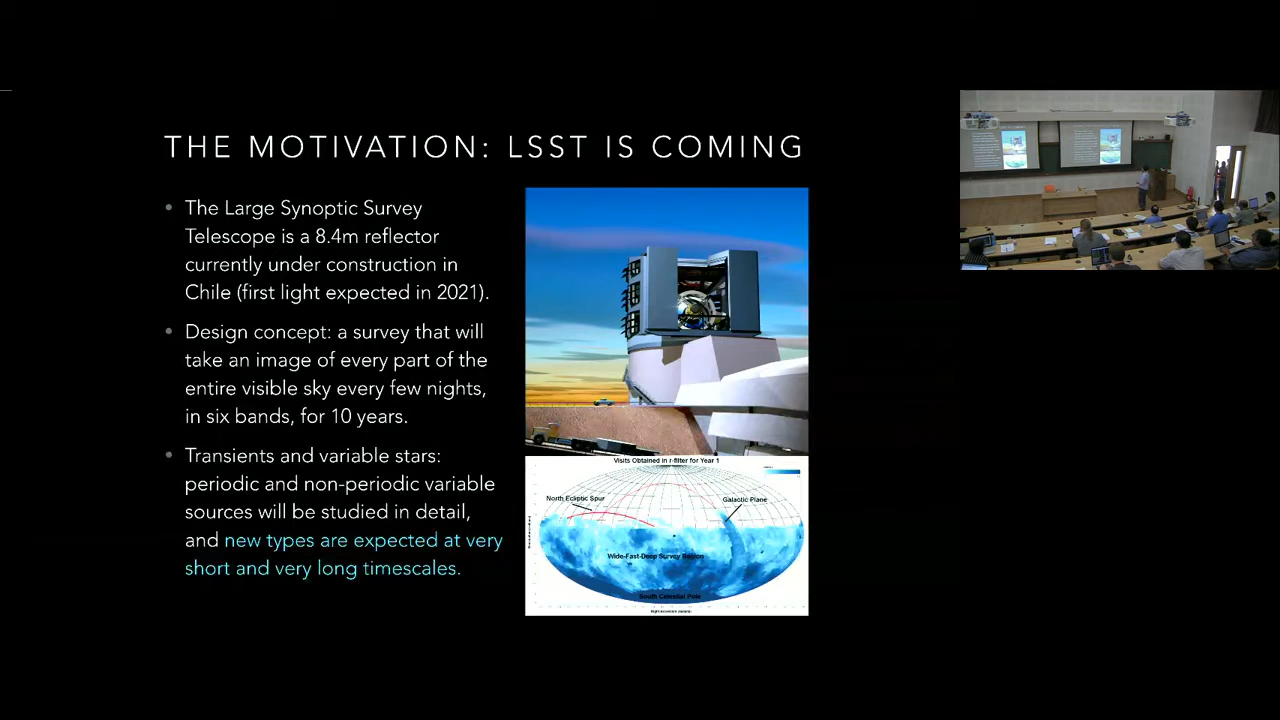 THE MOTIVATION: LSST IS COMING
• The Large Synoptic Survey
Telescope is a 8.4m reflector
currently under construction in
Chile (first light expected in 2021).
• Design concept: a survey that will
take an image of every part of the
entire visible sky every few nights,
in six bands, for 10 years.
• Transients and variable stars:
periodic and non-periodic variable
sources will be studied in detail,
and new types are expected at very
short and very long timescales.
Visits Obtained in r-filter for Year 1
North Ecliptic Spur
Galactic Plane
Wide-Fast-Deep Survey Region
South Celestial Pole